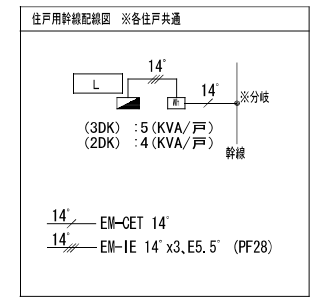 住戸用幹線配線図 ※各住戸共通
14°
L
Wh
14°
※分岐
(3DK) :5(KVA/戸)
(2DK) :4(KVA/戸)
幹線
14° EM-CET 14°
14° EM-IE 14°x3、E5.5° (PF28)